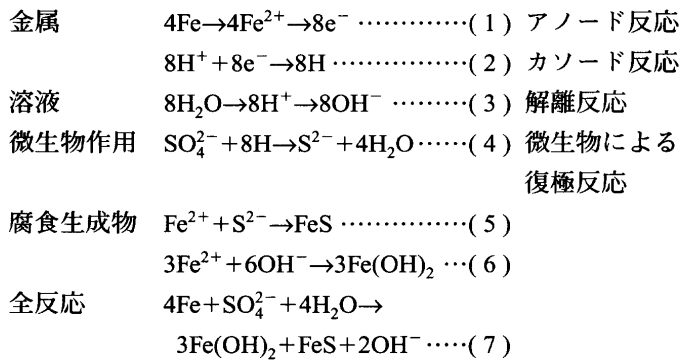 金属 4Fe→4Fe²⁺→8e⁻ …………(1) アノード反応
8H⁺+8e⁻→8H ……………(2) カソード反応
溶液 8H₂O→8H⁺→8OH⁻ ………(3) 解離反応
微生物作用 SO₄²⁻+8H→S²⁻+4H₂O……(4) 微生物による
復極反応
腐食生成物 Fe²⁺+S²⁻→FeS ……………(5)
3Fe²⁺+6OH⁻→3Fe(OH)₂ …(6)
全反応 4Fe+SO₄²⁻+4H₂O→
3Fe(OH)₂+FeS+2OH⁻ ……(7)